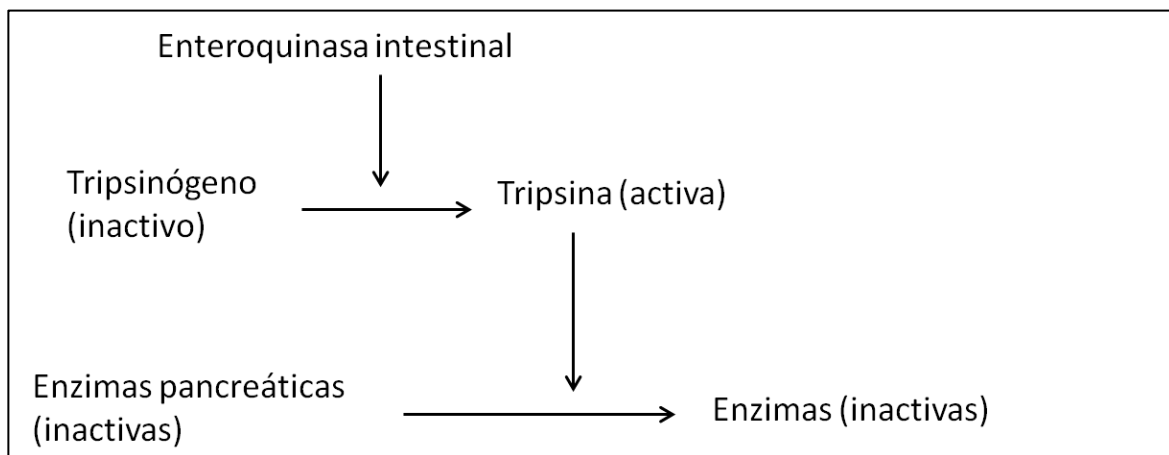 Enteroquinasa intestinal
Tripsinógeno
(inactivo)
Tripsina (activa)
Enzimas pancreáticas
(inactivas)
Enzimas (inactivas)